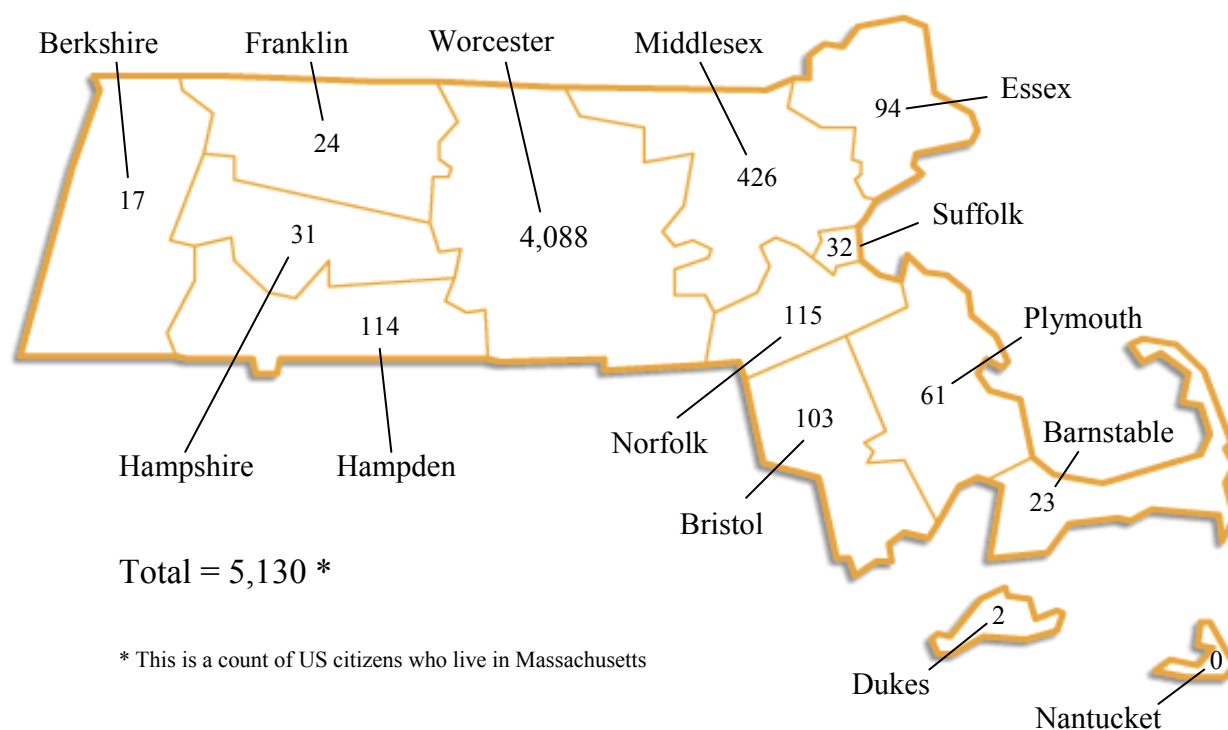 Berkshire
Franklin
Worcester
Middlesex
Essex
94
24
426
17
Suffolk
31
4,088
32
114
115
Plymouth
61
103
Norfolk
Barnstable
Hampshire
Hampden
23
Bristol
Total = 5,130 *
2
* This is a count of US citizens who live in Massachusetts
0
Dukes
Nantucket